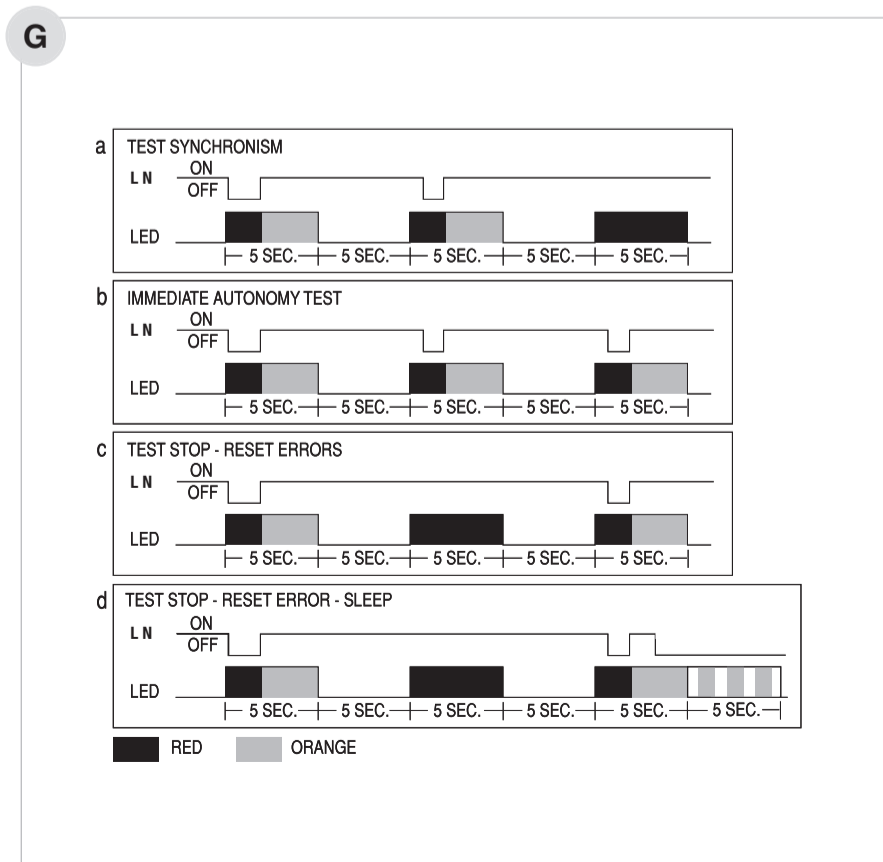 G
a
TEST SYNCHRONISM
L N ON
OFF
LED
5 SEC. 5 SEC. 5 SEC. 5 SEC. 5 SEC.
b
IMMEDIATE AUTONOMY TEST
L N ON
OFF
LED
5 SEC. 5 SEC. 5 SEC. 5 SEC. 5 SEC.
c
TEST STOP - RESET ERRORS
L N ON
OFF
LED
5 SEC. 5 SEC. 5 SEC. 5 SEC. 5 SEC.
d
TEST STOP - RESET ERROR - SLEEP
L N ON
OFF
LED
5 SEC. 5 SEC. 5 SEC. 5 SEC. 5 SEC. 5 SEC.
RED ORANGE